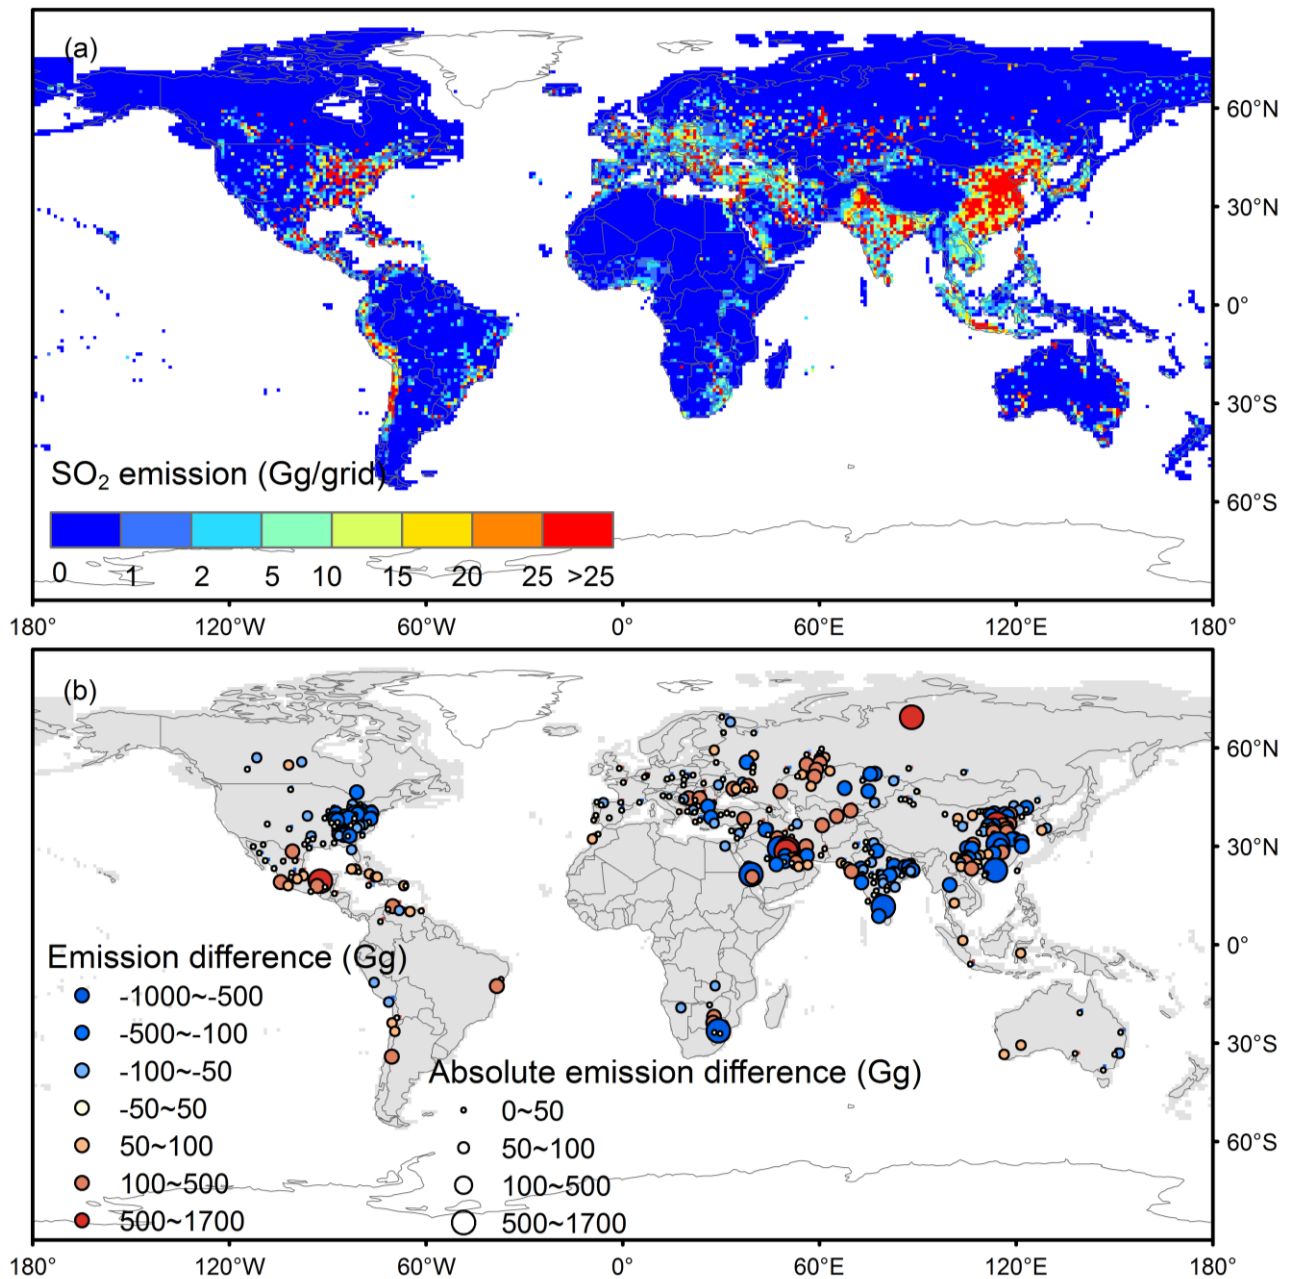 (a)
60°N
30°N
0°
30°S
60°S
SO₂ emission (Gg/grid)
0 1 2 5 10 15 20 25 >25
180° 120°W 60°W 0° 60°E 120°E 180°
(b)
60°N
30°N
0°
30°S
60°S
Emission difference (Gg)
-1000~-500
-500~-100
-100~-50
-50~50
50~100
100~500
500~1700
Absolute emission difference (Gg)
0~50
50~100
100~500
500~1700
180° 120°W 60°W 0° 60°E 120°E 180°